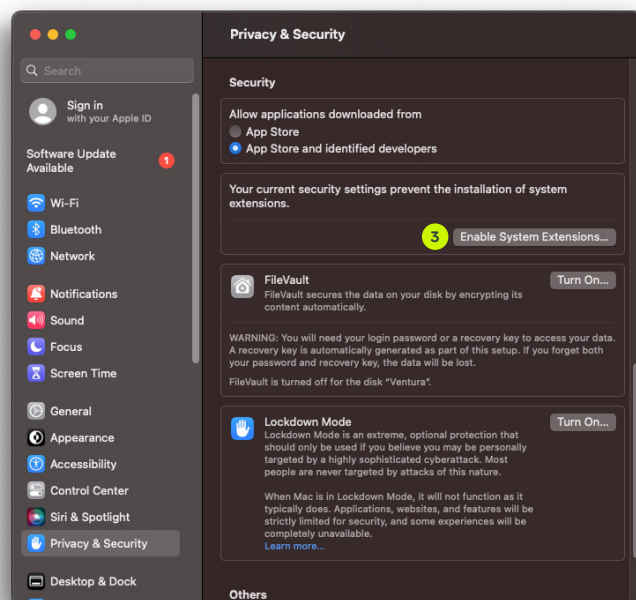 Privacy & Security
Search
Sign in
with your Apple ID
Software Update
Available
1
Wi-Fi
Bluetooth
Network
Notifications
Sound
Focus
Screen Time
General
Appearance
Accessibility
Control Center
Siri & Spotlight
Privacy & Security
Desktop & Dock
Security
Allow applications downloaded from
App Store
App Store and identified developers
Your current security settings prevent the installation of system
extensions.
3
Enable System Extensions...
FileVault
Turn On...
FileVault secures the data on your disk by encrypting its
content automatically.
WARNING: You will need your login password or a recovery key to access your data.
A recovery key is automatically generated as part of this setup. If you forget both
your password and recovery key, the data will be lost.
FileVault is turned off for the disk “Ventura”.
Lockdown Mode
Turn On...
Lockdown Mode is an extreme, optional protection that
should only be used if you believe you may be personally
targeted by a highly sophisticated cyberattack. Most
people are never targeted by attacks of this nature.
When Mac is in Lockdown Mode, it will not function as it
typically does. Applications, websites, and features will be
strictly limited for security, and some experiences will be
completely unavailable.
Learn more...
Others